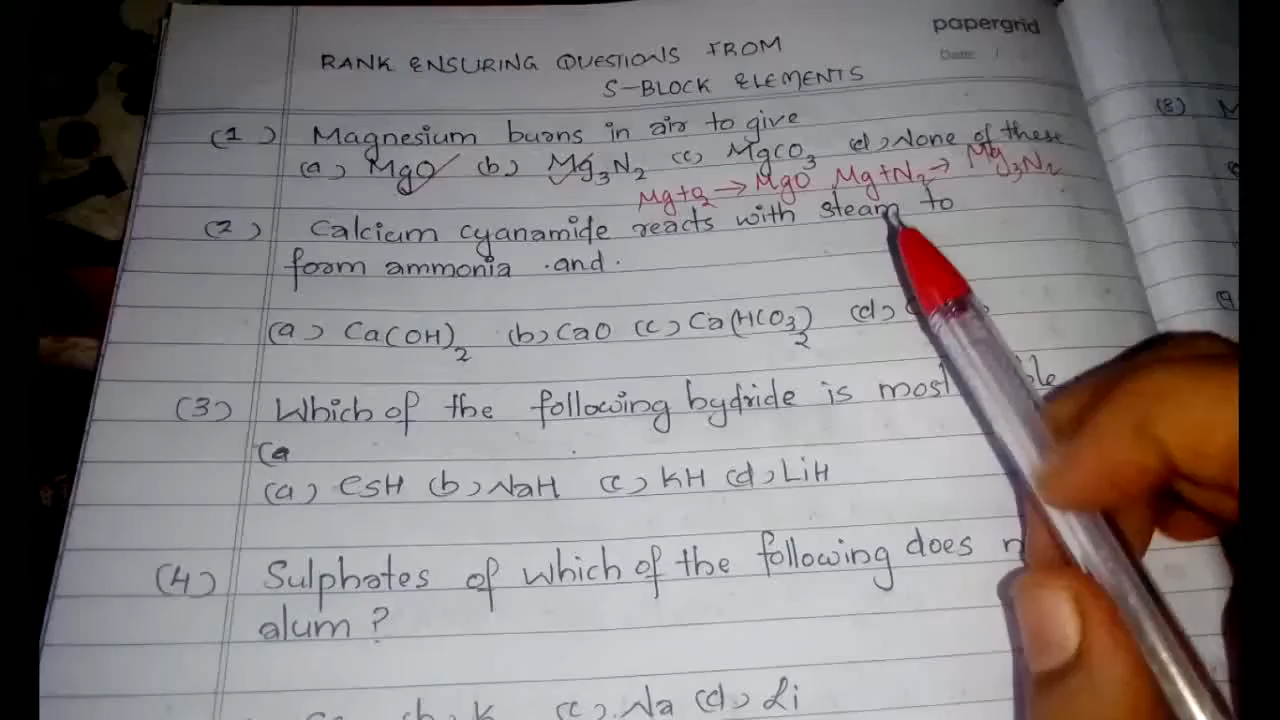 papergrid
Date: /
RANK ENSURING QUESTIONS FROM
S-BLOCK ELEMENTS
(1) Magnesium burns in air to give
(a) MgO (b) Mg3N2 (c) MgCO3 (d) None of these
Mg+O2 → MgO Mg+N2 → Mg3N2
(2) Calcium cyanamide reacts with steam to
form ammonia and
(a) Ca(OH)2 (b) CaO (c) Ca(HCO3)2 (d)
(3) Which of the following hydride is most
(a
(a) CsH (b) NaH (c) KH (d) LiH
(4) Sulphates of which of the following does
alum?
(b) K (c) Na (d) Li
(8) M
(9